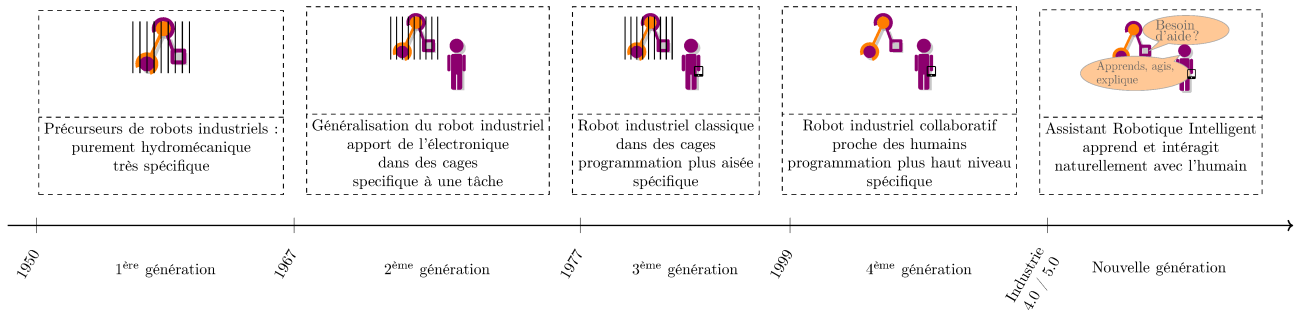 Besoin
d'aide ?
Apprends, agis,
explique
Précurseurs de robots industriels :
purement hydromécanique
très spécifique
Généralisation du robot industriel
apport de l'électronique
dans des cages
specifique à une tâche
Robot industriel classique
dans des cages
programmation plus aisée
spécifique
Robot industriel collaboratif
proche des humains
programmation plus haut niveau
spécifique
Assistant Robotique Intelligent
apprend et intéragit
naturellement avec l'humain
1950
1ère génération
1967
2ème génération
1977
3ème génération
1999
4ème génération
Industrie
4.0 / 5.0
Nouvelle génération